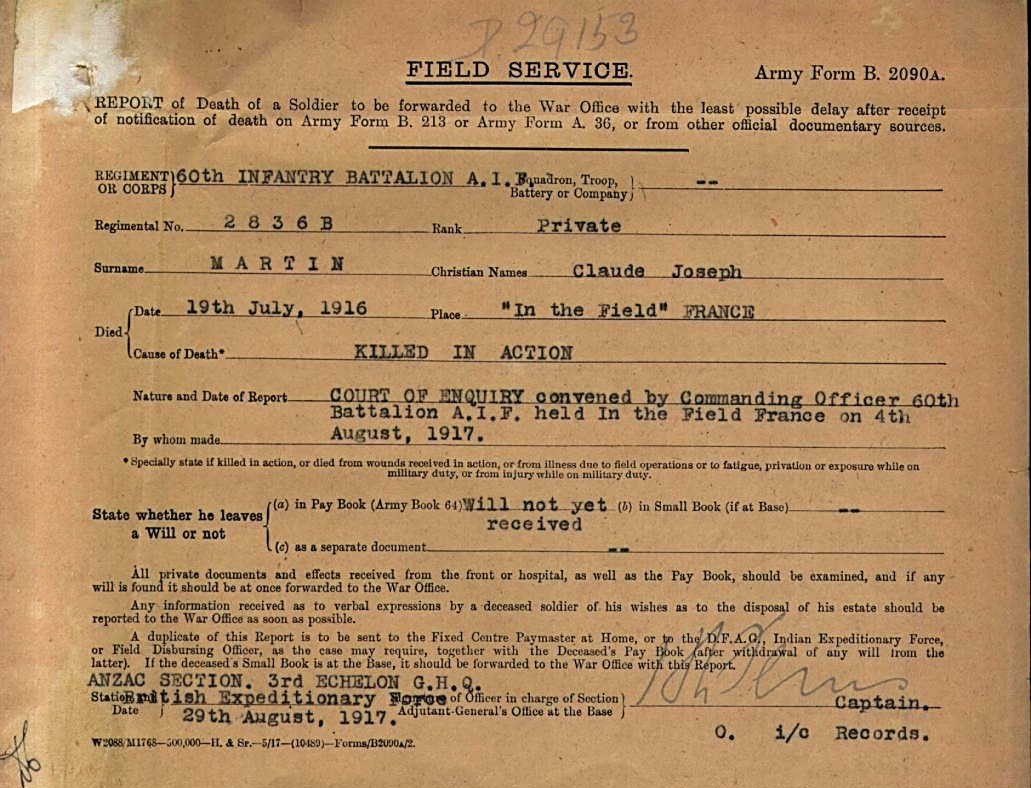 D.29153
FIELD SERVICE. Army Form B. 2090A.
REPORT of Death of a Soldier to be forwarded to the War Office with the least possible delay after receipt
of notification of death on Army Form B. 213 or Army Form A. 36, or from other official documentary sources.
REGIMENT OR CORPS } 60th INFANTRY BATTALION A.I.F. Squadron, Troop, Battery or Company } --
Regimental No. 2836B Rank Private
Surname MARTIN Christian Names Claude Joseph
Died { Date 19th July, 1916 Place "In the Field" FRANCE
Cause of Death* KILLED IN ACTION
Nature and Date of Report COURT OF ENQUIRY convened by Commanding Officer 60th
Battalion A.I.F. held In the Field France on 4th
By whom made August, 1917.
* Specially state if killed in action, or died from wounds received in action, or from illness due to field operations or to fatigue, privation or exposure while on
military duty, or from injury while on military duty.
State whether he leaves a Will or not { (a) in Pay Book (Army Book 64) Will not yet received (b) in Small Book (if at Base) --
(c) as a separate document --
All private documents and effects received from the front or hospital, as well as the Pay Book, should be examined, and if any
will is found it should be at once forwarded to the War Office.
Any information received as to verbal expressions by a deceased soldier of his wishes as to the disposal of his estate should be
reported to the War Office as soon as possible.
A duplicate of this Report is to be sent to the Fixed Centre Paymaster at Home, or to the D.F.A.G., Indian Expeditionary Force,
or Field Disbursing Officer, as the case may require, together with the Deceased's Pay Book (after withdrawal of any will from the
latter). If the deceased's Small Book is at the Base, it should be forwarded to the War Office with this Report.
ANZAC SECTION. 3rd ECHELON G.H.Q.
Station and British Expeditionary Force of Officer in charge of Section } Captain.
Date } 29th August, 1917. Adjutant-General's Office at the Base }
O. i/c Records.
W2088/M1768—500,000—H. & Sr.—5/17—(10489)—Forms/B2090A/2.